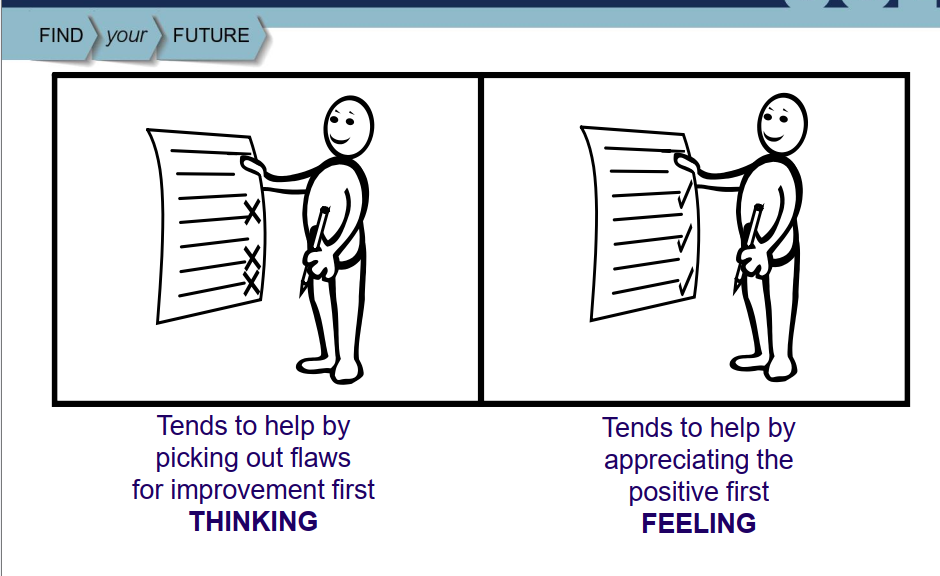 FIND your FUTURE
Tends to help by
picking out flaws
for improvement first
THINKING
Tends to help by
appreciating the
positive first
FEELING